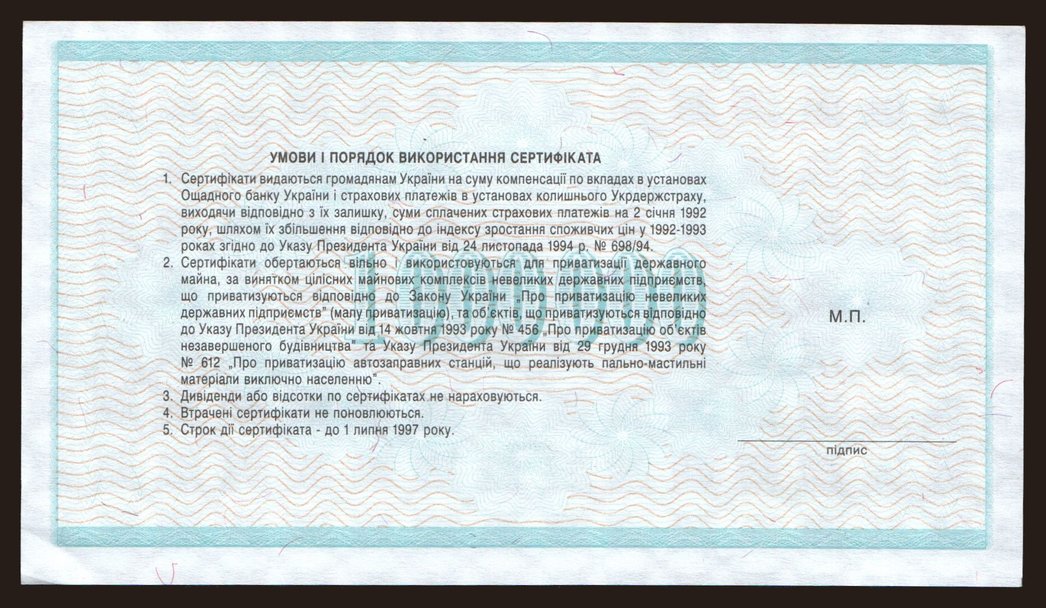 УМОВИ І ПОРЯДОК ВИКОРИСТАННЯ СЕРТИФІКАТА
1. Сертифікати видаються громадянам України на суму компенсації по вкладах в установах
Ощадного банку України і страхових платежів в установах колишнього Укрдержстраху,
виходячи відповідно з їх залишку, суми сплачених страхових платежів на 2 січня 1992
року, шляхом їх збільшення відповідно до індексу зростання споживчих цін у 1992-1993
роках згідно до Указу Президента України від 24 листопада 1994 р. № 698/94.
2. Сертифікати обертаються вільно і використовуються для приватизації державного
майна, за винятком цілісних майнових комплексів невеликих державних підприємств,
що приватизуються відповідно до Закону України „Про приватизацію невеликих
державних підприємств" (малу приватизацію), та об'єктів, що приватизуються відповідно
до Указу Президента України від 14 жовтня 1993 року № 456 „Про приватизацію об'єктів
незавершеного будівництва" та Указу Президента України від 29 грудня 1993 року
№ 612 „Про приватизацію автозаправних станцій, що реалізують пально-мастильні
матеріали виключно населенню".
3. Дивіденди або відсотки по сертифікатах не нараховуються.
4. Втрачені сертифікати не поновлюються.
5. Строк дії сертифіката - до 1 липня 1997 року.
1000000
М.П.
підпис